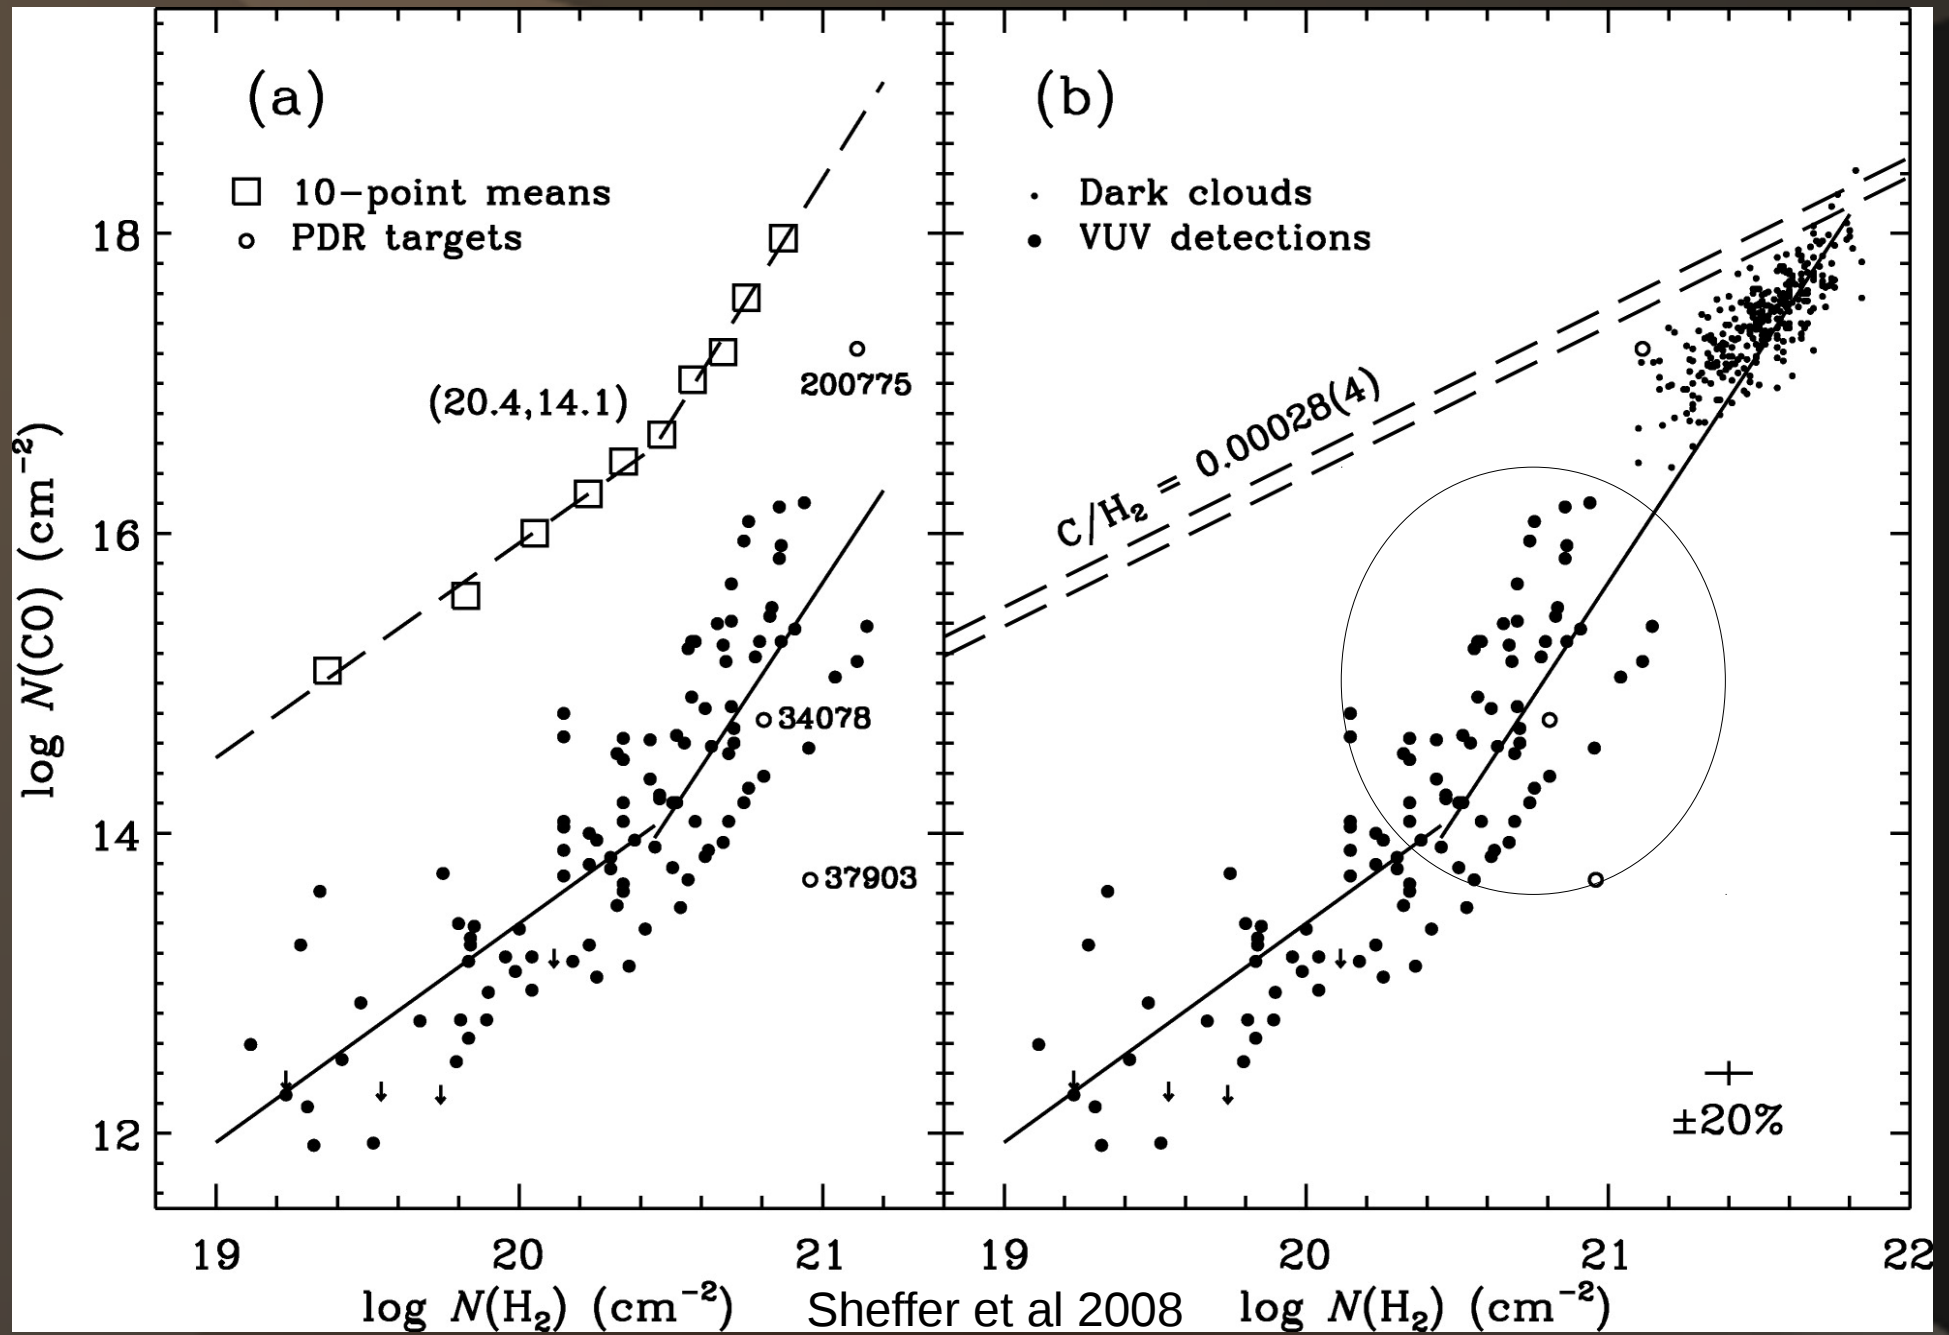 (a)
10-point means
PDR targets
(20.4,14.1)
200775
34078
37903
(b)
Dark clouds
VUV detections
C/H2 = 0.00028(4)
±20%
18
16
14
12
log N(CO) (cm−2)
19 20 21
19 20 21 22
log N(H2) (cm−2)
Sheffer et al 2008
log N(H2) (cm−2)